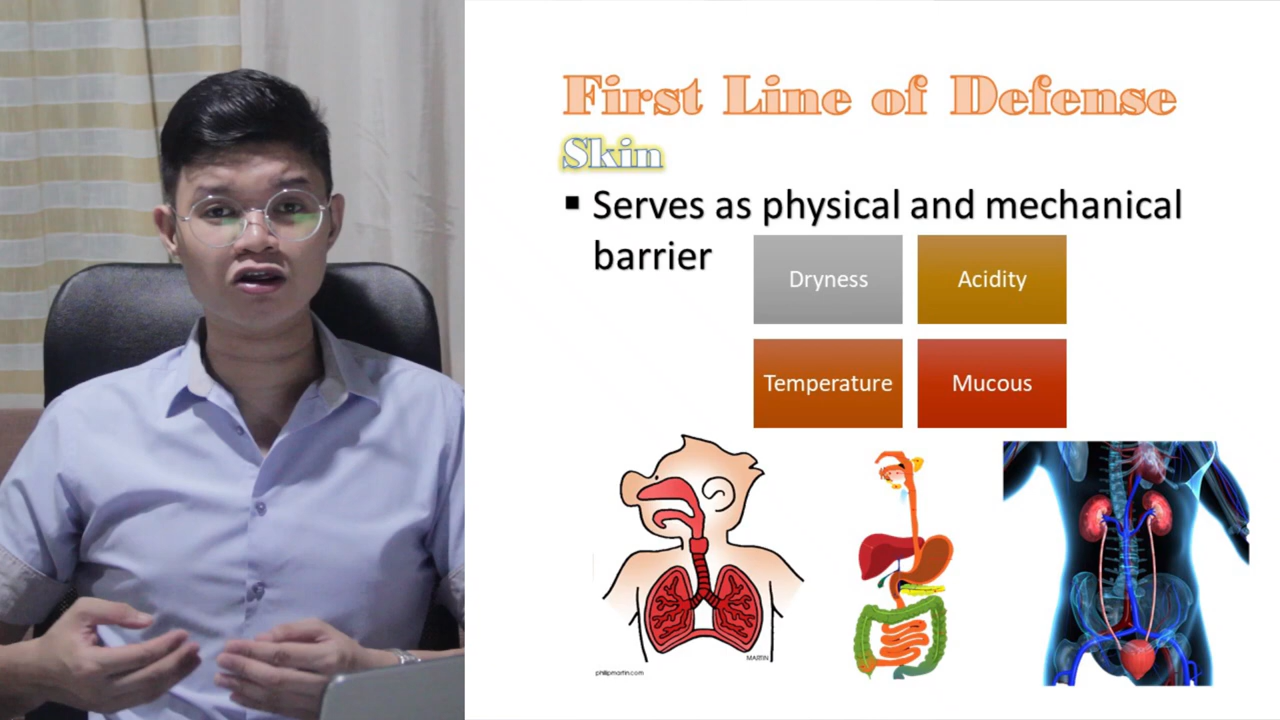 First Line of Defense
Skin
▪ Serves as physical and mechanical
barrier
Dryness
Acidity
Temperature
Mucous
MARTIN
philipmartin.com